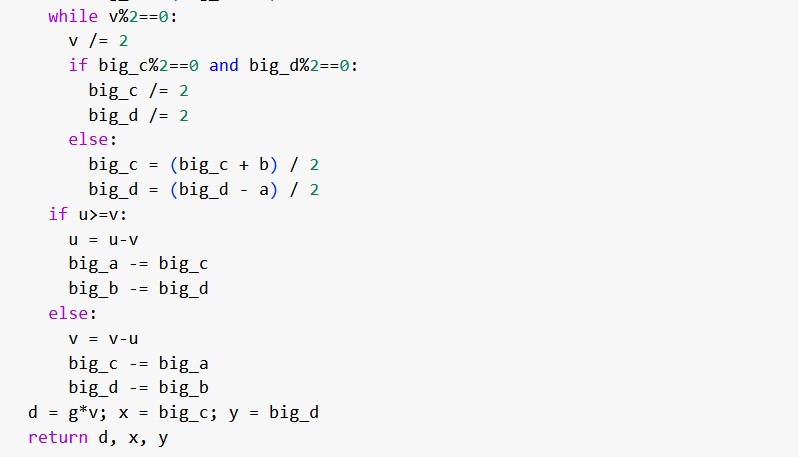 while v%2==0:
v /= 2
if big_c%2==0 and big_d%2==0:
big_c /= 2
big_d /= 2
else:
big_c = (big_c + b) / 2
big_d = (big_d - a) / 2
if u>=v:
u = u-v
big_a -= big_c
big_b -= big_d
else:
v = v-u
big_c -= big_a
big_d -= big_b
d = g*v; x = big_c; y = big_d
return d, x, y